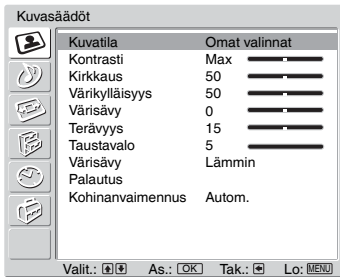 Kuvasäädöt
Kuvatila Omat valinnat
Kontrasti Max
Kirkkaus 50
Värikylläisyys 50
Värisävy 0
Terävyys 15
Taustavalo 5
Värisävy Lämmin
Palautus
Kohinanvaimennus Autom.
Valit.: As.: OK Tak.: Lo: MENU